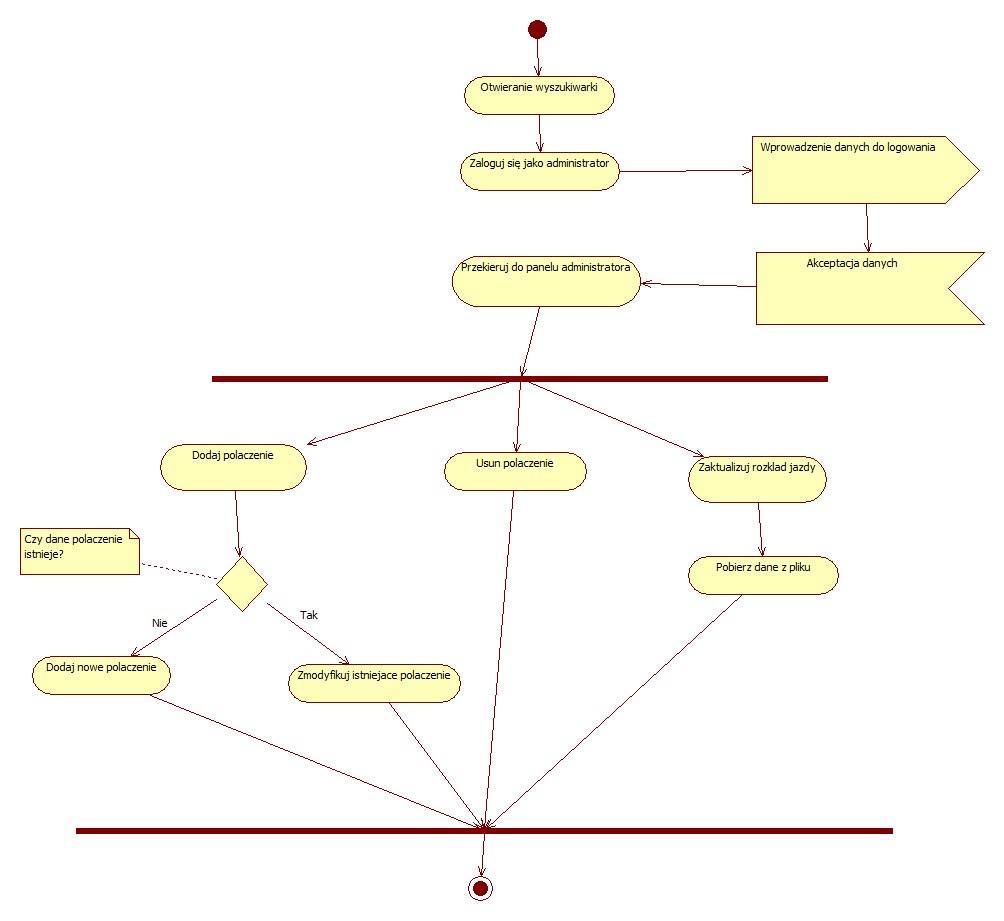 Otwieranie wyszukiwarki
Zaloguj się jako administrator
Wprowadzenie danych do logowania
Akceptacja danych
Przekieruj do panelu administratora
Dodaj polaczenie
Usun polaczenie
Zaktualizuj rozklad jazdy
Czy dane polaczenie
istnieje?
Pobierz dane z pliku
Nie
Tak
Dodaj nowe polaczenie
Zmodyfikuj istniejace polaczenie